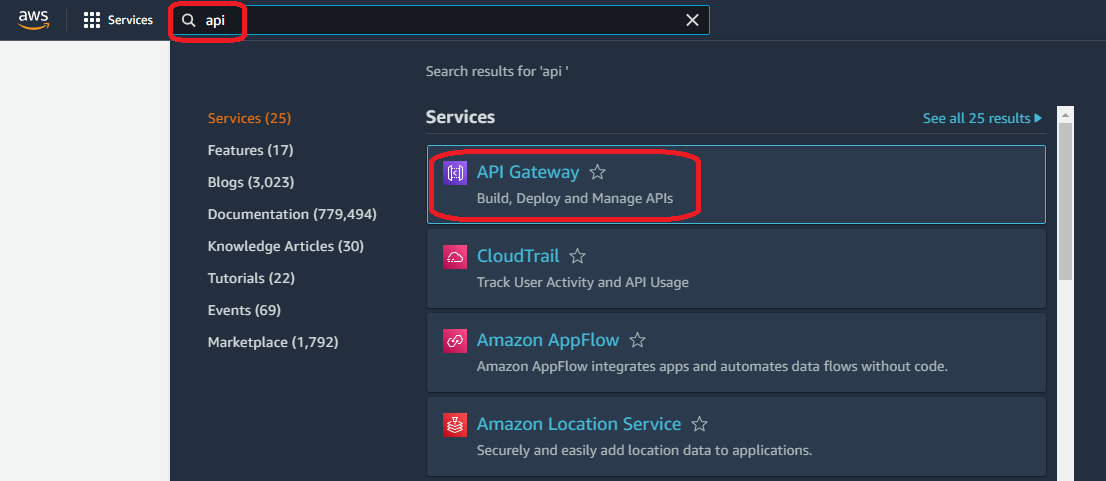 aws
Services
api
Search results for 'api '
Services (25)
Features (17)
Blogs (3,023)
Documentation (779,494)
Knowledge Articles (30)
Tutorials (22)
Events (69)
Marketplace (1,792)
Services
See all 25 results
API Gateway
Build, Deploy and Manage APIs
CloudTrail
Track User Activity and API Usage
Amazon AppFlow
Amazon AppFlow integrates apps and automates data flows without code.
Amazon Location Service
Securely and easily add location data to applications.